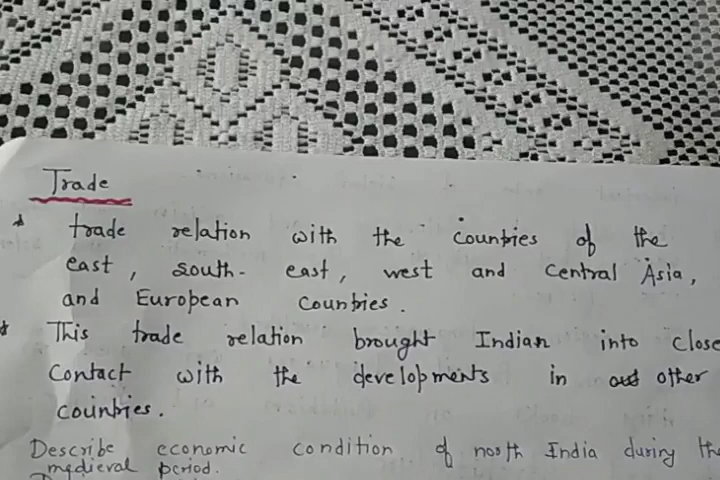 Trade
* trade relation with the countries of the
east, south-east, west and Central Asia,
and European Countries.
* This trade relation brought Indian into close
Contact with the developments in other
countries.
Describe economic condition of north India during the
medieval period.